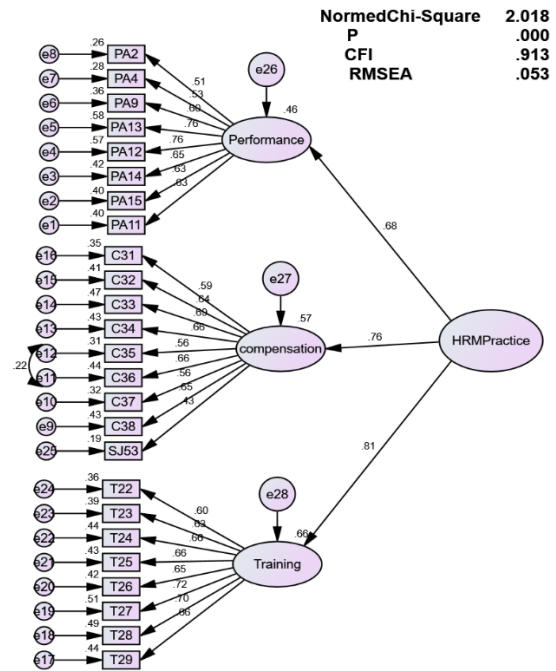 NormedChi-Square 2.018
P .000
CFI .913
RMSEA .053
e8 .26 PA2 .51
e7 .28 PA4 .53
e6 .36 PA9 .60
e5 .58 PA13 .76
e4 .57 PA12 .76
e3 .42 PA14 .65
e2 .40 PA15 .63
e1 .40 PA11 .63
e26
.46
Performance
.68
e16 .35 C31 .59
e15 .41 C32 .64
e14 .47 C33 .69
e13 .43 C34 .66
e12 .31 C35 .56
.22
e11 .44 C36 .66
e10 .32 C37 .56
e9 .43 C38 .65
e25 .19 SJ53 .43
e27
.57
compensation
.76
HRMPractice
.81
e24 .36 T22 .60
e23 .39 T23 .63
e22 .44 T24 .66
e21 .43 T25 .66
e20 .42 T26 .65
e19 .51 T27 .72
e18 .49 T28 .70
e17 .44 T29 .66
e28
.66
Training